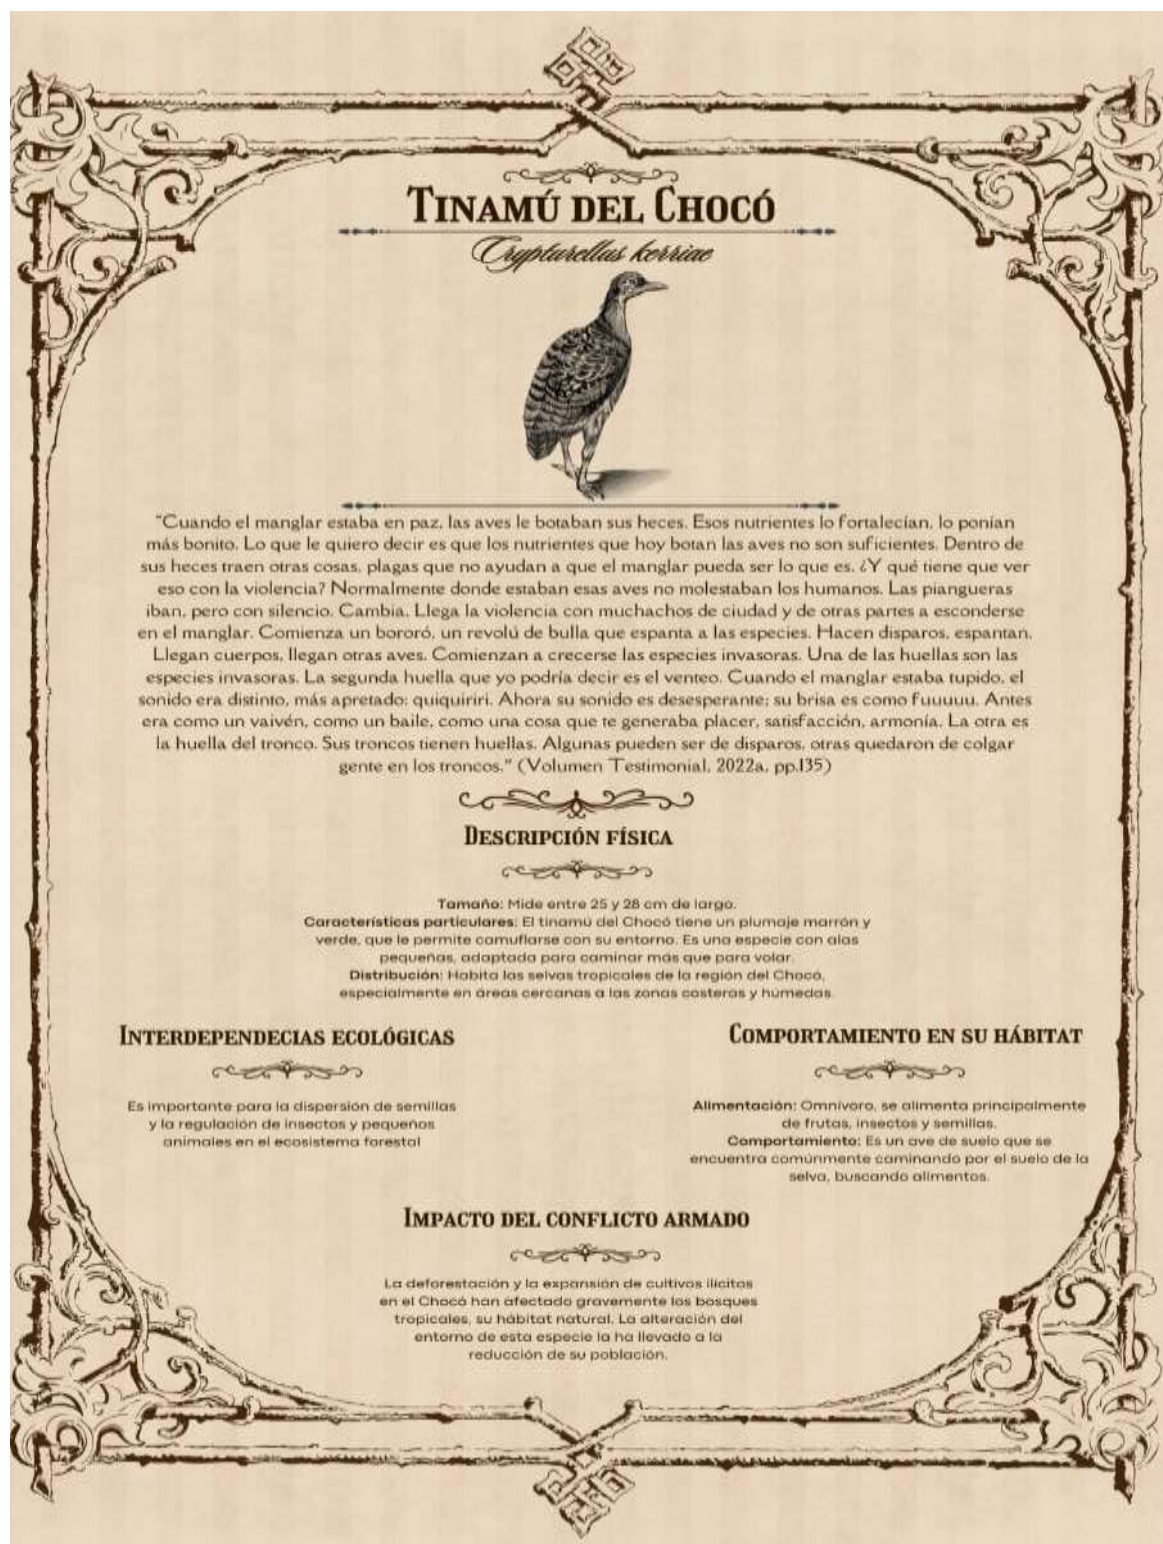 TINAMÚ DEL CHOCÓ
Crypturellus kerriae
"Cuando el manglar estaba en paz, las aves le botaban sus heces. Esos nutrientes lo fortalecían, lo ponían
más bonito. Lo que le quiero decir es que los nutrientes que hoy botan las aves no son suficientes. Dentro de
sus heces traen otras cosas, plagas que no ayudan a que el manglar pueda ser lo que es. ¿Y qué tiene que ver
eso con la violencia? Normalmente donde estaban esas aves no molestaban los humanos. Las piangueras
iban, pero con silencio. Cambia. Llega la violencia con muchachos de ciudad y de otras partes a esconderse
en el manglar. Comienza un bororó, un revolú de bulla que espanta a las especies. Hacen disparos, espantan.
Llegan cuerpos, llegan otras aves. Comienzan a crecerse las especies invasoras. Una de las huellas son las
especies invasoras. La segunda huella que yo podría decir es el venteo. Cuando el manglar estaba tupido, el
sonido era distinto, más apretado: quiquiriri. Ahora su sonido es desesperante; su brisa es como fuuuuu. Antes
era como un vaivén, como un baile, como una cosa que te generaba placer, satisfacción, armonía. La otra es
la huella del tronco. Sus troncos tienen huellas. Algunas pueden ser de disparos, otras quedaron de colgar
gente en los troncos." (Volumen Testimonial, 2022a, pp.135)
DESCRIPCIÓN FÍSICA
Tamaño: Mide entre 25 y 28 cm de largo.
Características particulares: El tinamú del Chocó tiene un plumaje marrón y
verde, que le permite camuflarse con su entorno. Es una especie con alas
pequeñas, adaptada para caminar más que para volar.
Distribución: Habita las selvas tropicales de la región del Chocó,
especialmente en áreas cercanas a las zonas costeras y húmedas.
INTERDEPENDECIAS ECOLÓGICAS
Es importante para la dispersión de semillas
y la regulación de insectos y pequeños
animales en el ecosistema forestal
COMPORTAMIENTO EN SU HÁBITAT
Alimentación: Omnívoro, se alimenta principalmente
de frutas, insectos y semillas.
Comportamiento: Es un ave de suelo que se
encuentra comúnmente caminando por el suelo de la
selva, buscando alimentos.
IMPACTO DEL CONFLICTO ARMADO
La deforestación y la expansión de cultivos ilícitos
en el Chocó han afectado gravemente los bosques
tropicales, su hábitat natural. La alteración del
entorno de esta especie la ha llevado a la
reducción de su población.